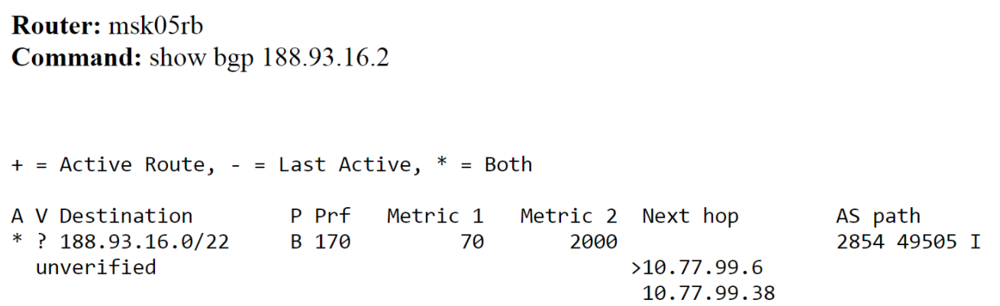 Router: msk05rb
Command: show bgp 188.93.16.2
+ = Active Route, - = Last Active, * = Both
A V Destination P Prf Metric 1 Metric 2 Next hop AS path
* ? 188.93.16.0/22 B 170 70 2000 2854 49505 I
unverified >10.77.99.6
10.77.99.38